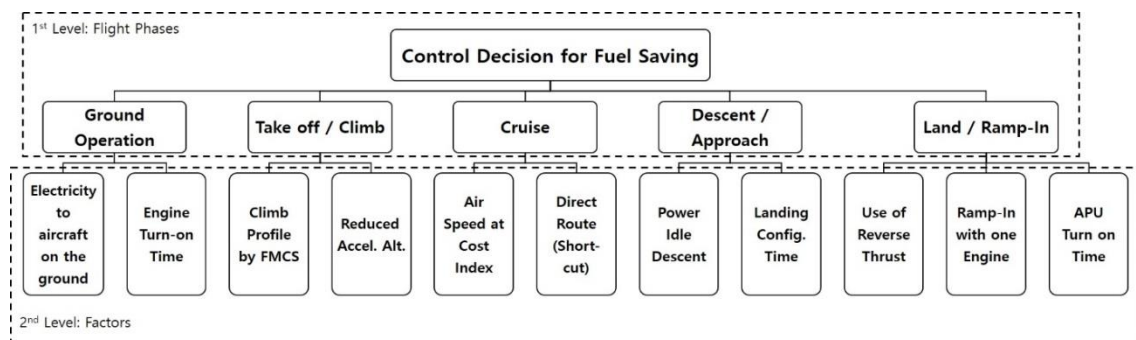 1st Level: Flight Phases
Control Decision for Fuel Saving
Ground
Operation
Take off / Climb
Cruise
Descent /
Approach
Land / Ramp-In
Electricity
to
aircraft
on the
ground
Engine
Turn-on
Time
Climb
Profile
by FMCS
Reduced
Accel. Alt.
Air
Speed at
Cost
Index
Direct
Route
(Short-
cut)
Power
Idle
Descent
Landing
Config.
Time
Use of
Reverse
Thrust
Ramp-In
with one
Engine
APU
Turn on
Time
2nd Level: Factors